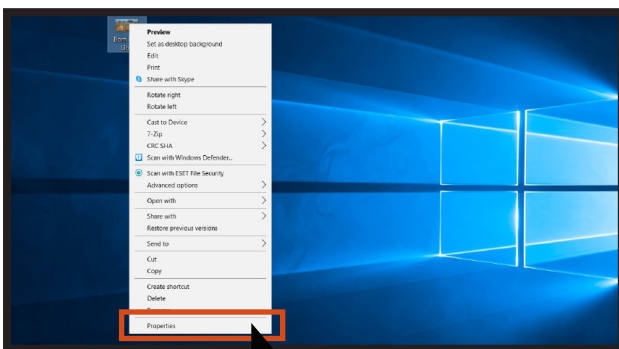 Preview
Set as desktop background
Edit
Print
Share with Skype
Rotate right
Rotate left
Cast to Device
7-Zip
CRC SHA
Scan with Windows Defender..
Scan with ESET File Security
Advanced options
Open with
Share with
Restore previous versions
Send to
Cut
Copy
Create shortcut
Delete
Properties